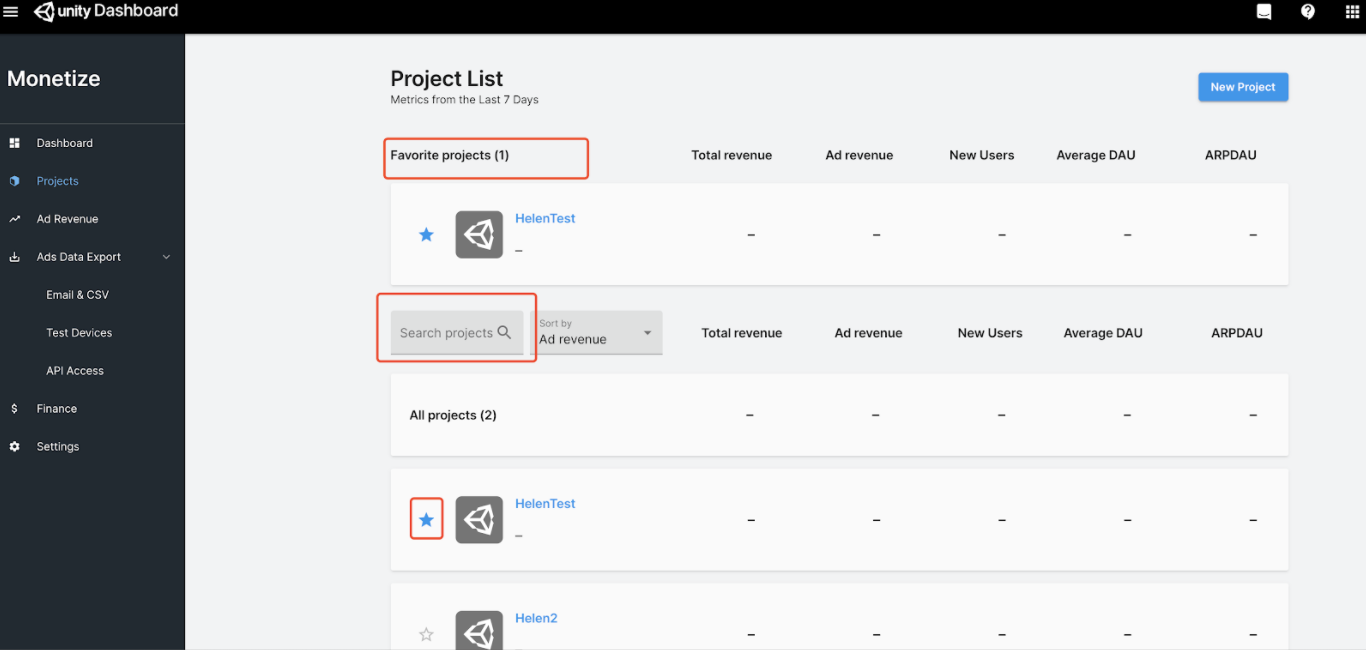 unity Dashboard
Monetize
Dashboard
Projects
Ad Revenue
Ads Data Export
Email & CSV
Test Devices
API Access
Finance
Settings
Project List
Metrics from the Last 7 Days
New Project
Favorite projects (1) Total revenue Ad revenue New Users Average DAU ARPDAU
HelenTest
–
– – – – –
Search projects Sort by Ad revenue Total revenue Ad revenue New Users Average DAU ARPDAU
All projects (2) – – – – –
HelenTest
–
– – – – –
Helen2
– – – – –